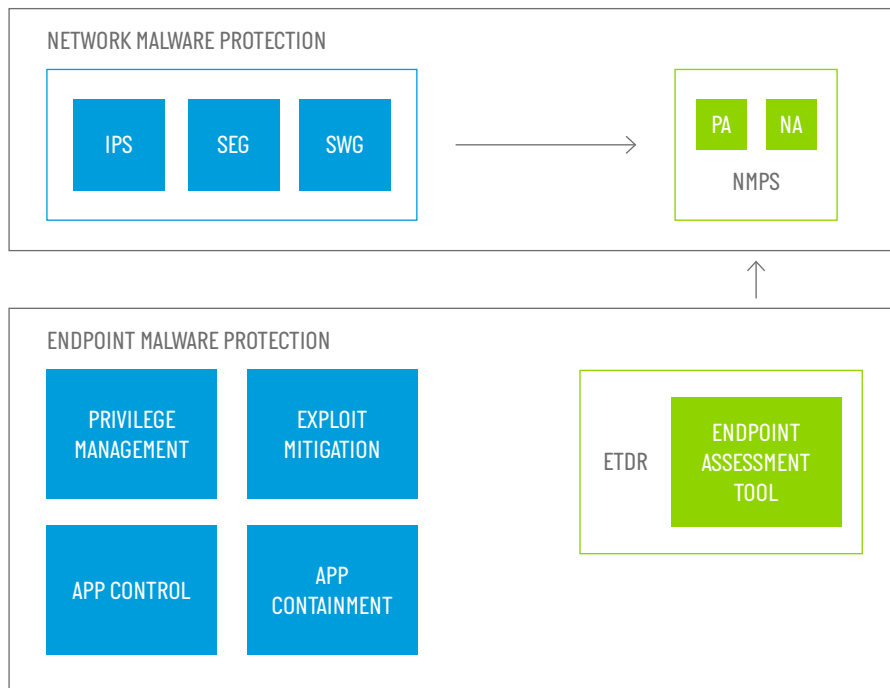 NETWORK MALWARE PROTECTION
IPS
SEG
SWG
PA
NA
NMPS
ENDPOINT MALWARE PROTECTION
PRIVILEGE
MANAGEMENT
EXPLOIT
MITIGATION
ETDR
ENDPOINT
ASSESSMENT
TOOL
APP CONTROL
APP
CONTAINMENT